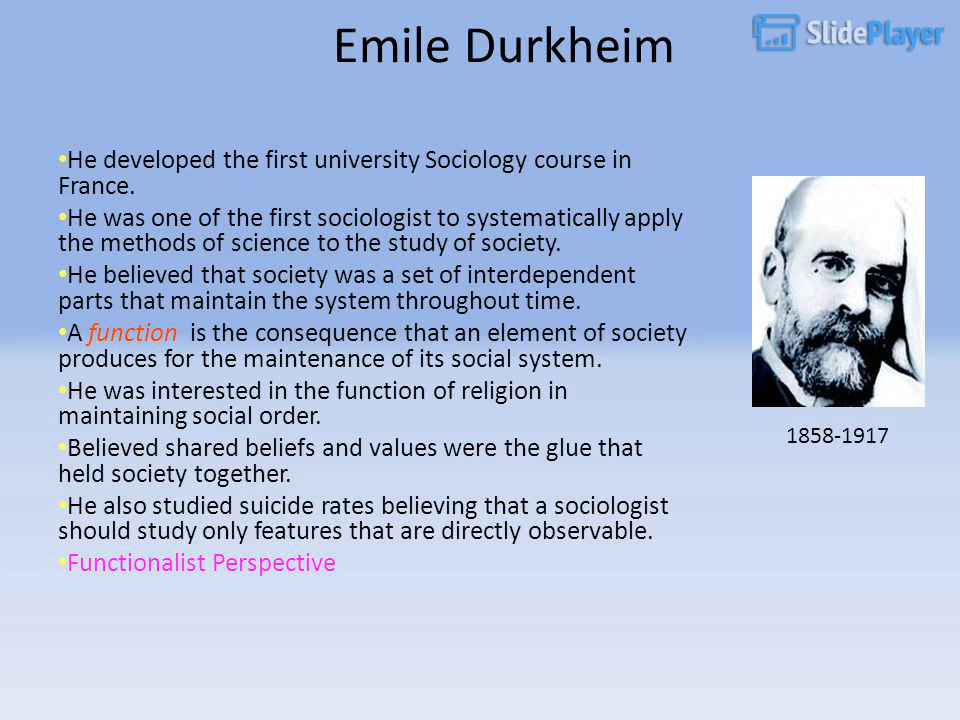 Emile Durkheim
SlidePlayer
•He developed the first university Sociology course in
France.
•He was one of the first sociologist to systematically apply
the methods of science to the study of society.
•He believed that society was a set of interdependent
parts that maintain the system throughout time.
•A function is the consequence that an element of society
produces for the maintenance of its social system.
•He was interested in the function of religion in
maintaining social order.
•Believed shared beliefs and values were the glue that
held society together.
•He also studied suicide rates believing that a sociologist
should study only features that are directly observable.
•Functionalist Perspective
1858-1917